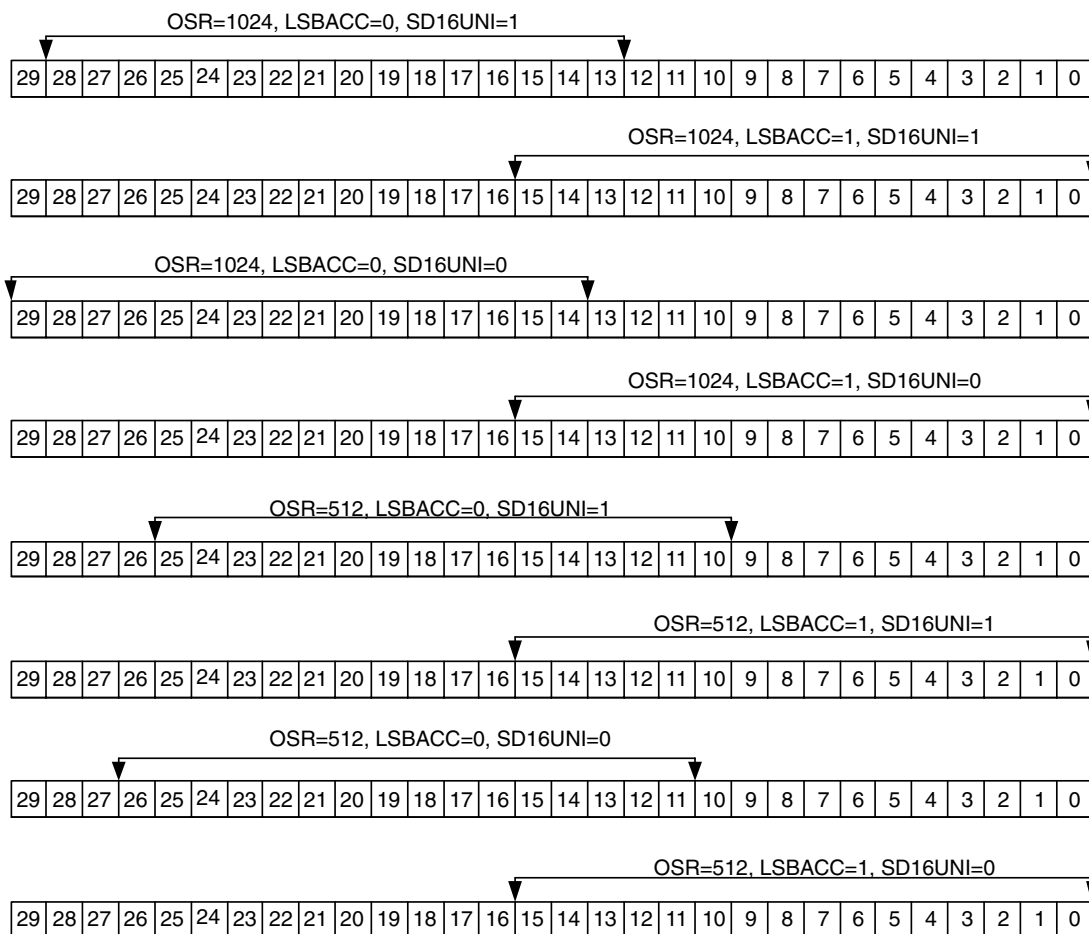 OSR=1024, LSBACC=0, SD16UNI=1
29 28 27 26 25 24 23 22 21 20 19 18 17 16 15 14 13 12 11 10 9 8 7 6 5 4 3 2 1 0
OSR=1024, LSBACC=1, SD16UNI=1
29 28 27 26 25 24 23 22 21 20 19 18 17 16 15 14 13 12 11 10 9 8 7 6 5 4 3 2 1 0
OSR=1024, LSBACC=0, SD16UNI=0
29 28 27 26 25 24 23 22 21 20 19 18 17 16 15 14 13 12 11 10 9 8 7 6 5 4 3 2 1 0
OSR=1024, LSBACC=1, SD16UNI=0
29 28 27 26 25 24 23 22 21 20 19 18 17 16 15 14 13 12 11 10 9 8 7 6 5 4 3 2 1 0
OSR=512, LSBACC=0, SD16UNI=1
29 28 27 26 25 24 23 22 21 20 19 18 17 16 15 14 13 12 11 10 9 8 7 6 5 4 3 2 1 0
OSR=512, LSBACC=1, SD16UNI=1
29 28 27 26 25 24 23 22 21 20 19 18 17 16 15 14 13 12 11 10 9 8 7 6 5 4 3 2 1 0
OSR=512, LSBACC=0, SD16UNI=0
29 28 27 26 25 24 23 22 21 20 19 18 17 16 15 14 13 12 11 10 9 8 7 6 5 4 3 2 1 0
OSR=512, LSBACC=1, SD16UNI=0
29 28 27 26 25 24 23 22 21 20 19 18 17 16 15 14 13 12 11 10 9 8 7 6 5 4 3 2 1 0